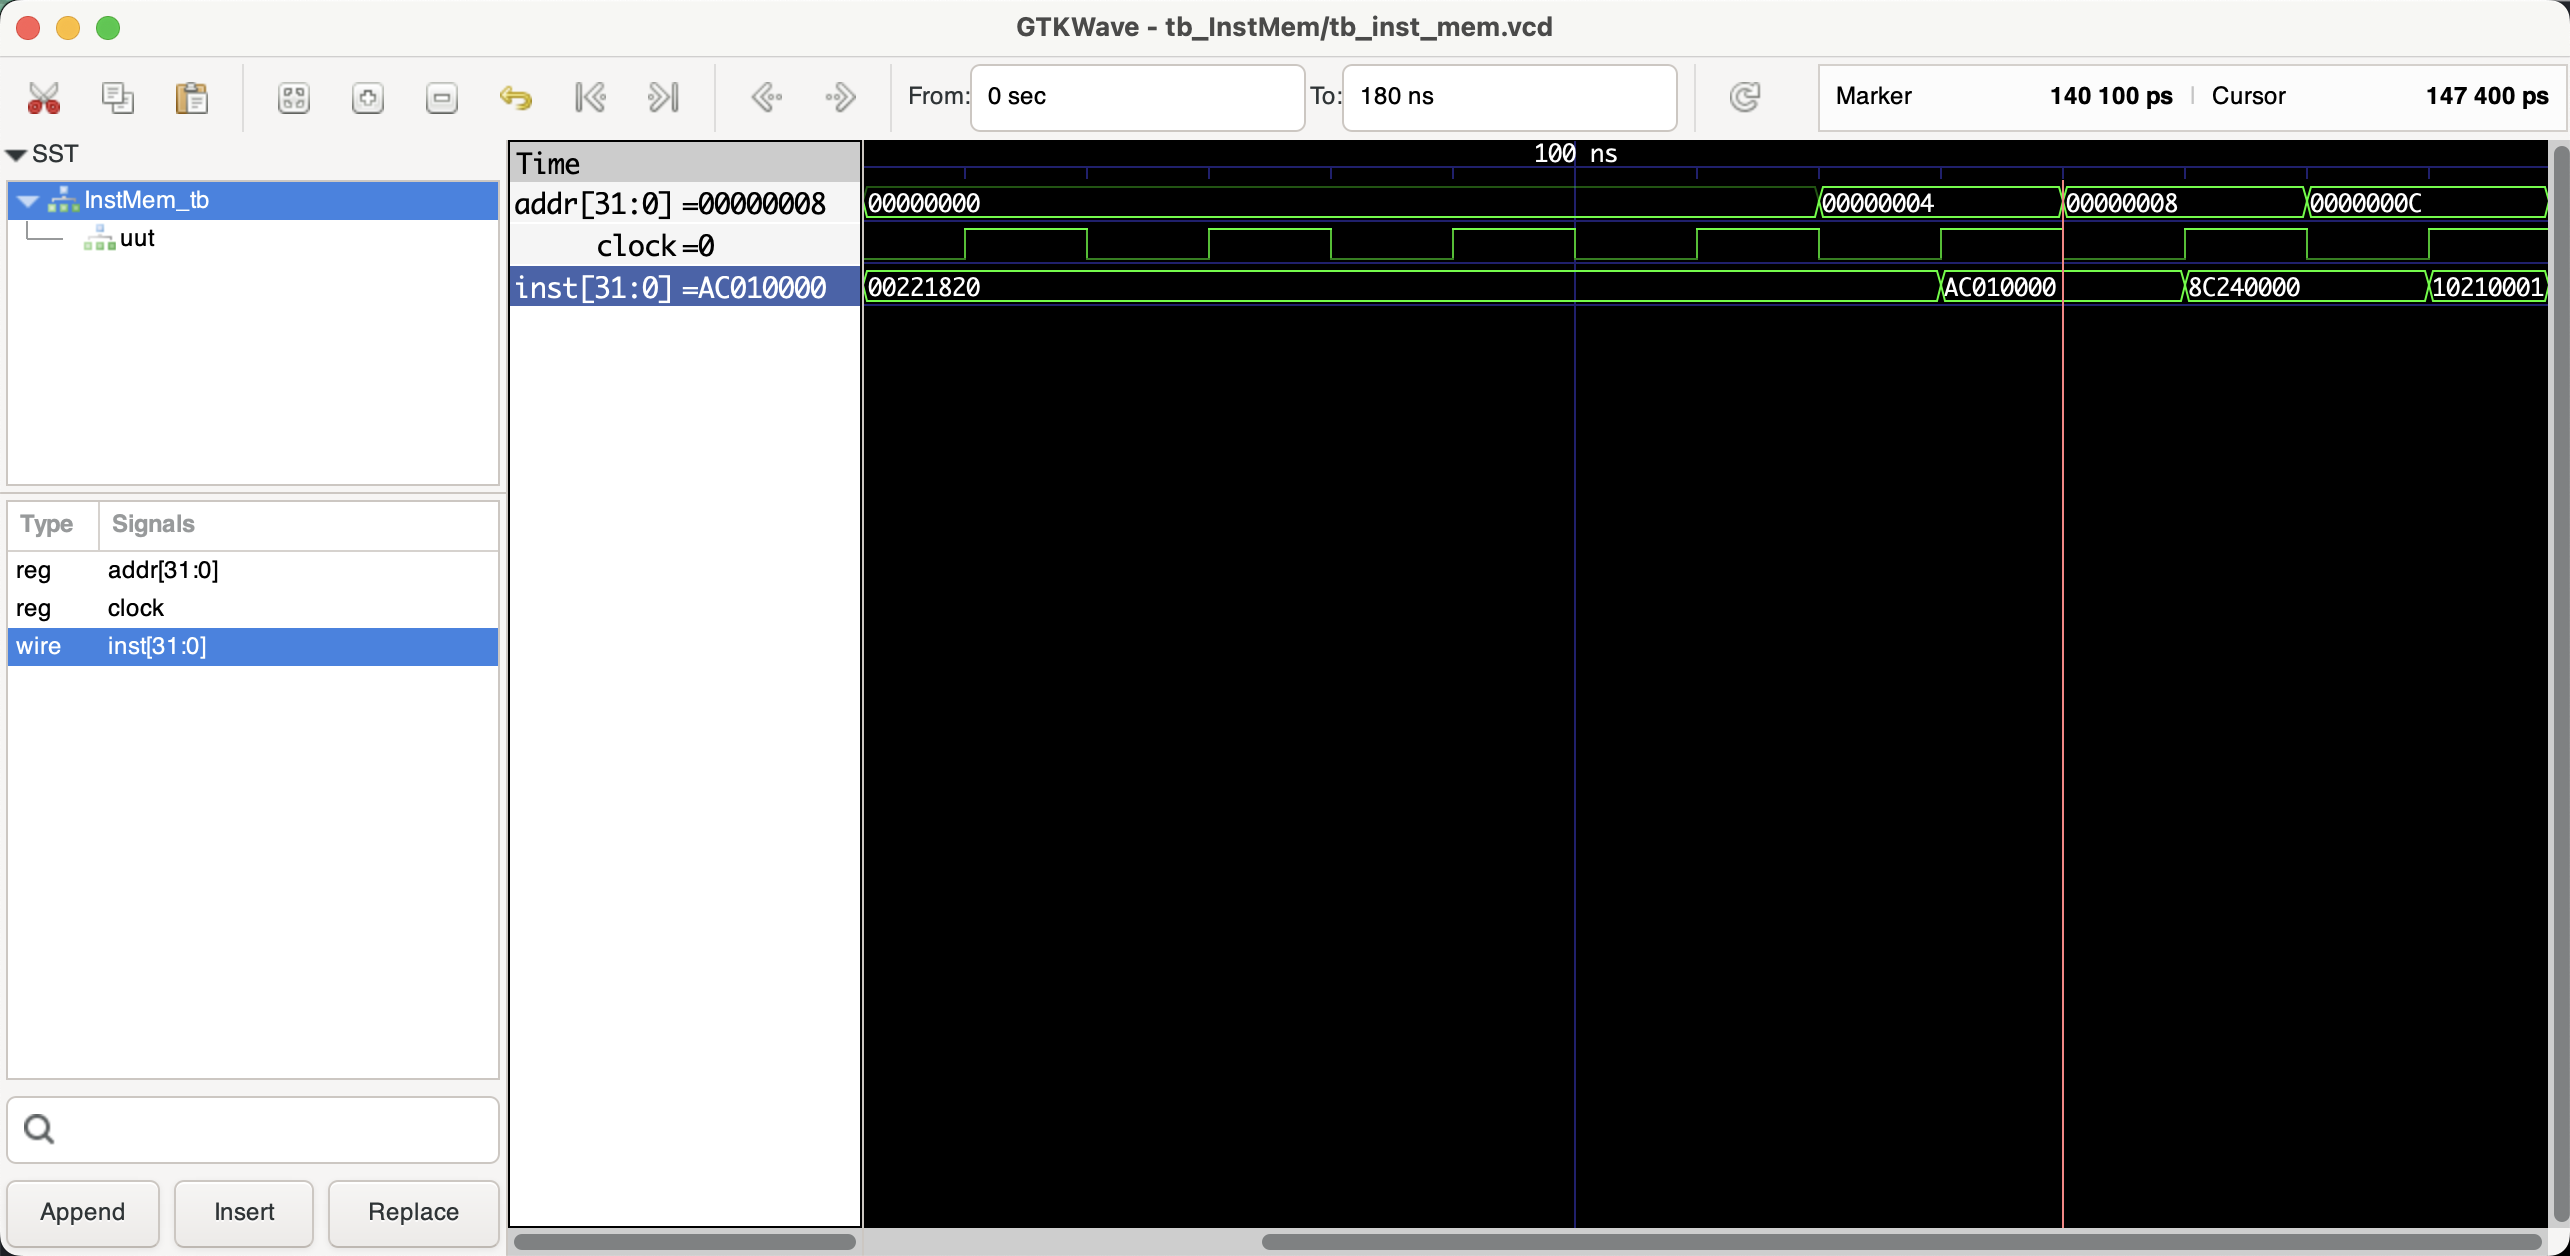 GTKWave - tb_InstMem/tb_inst_mem.vcd
From: 0 sec To: 180 ns Marker 140 100 ps | Cursor 147 400 ps
SST
InstMem_tb
uut
Type Signals
reg addr[31:0]
reg clock
wire inst[31:0]
Append Insert Replace
Time
addr[31:0] =00000008
clock =0
inst[31:0] =AC010000
100 ns
00000000 00000004 00000008 0000000C
00221820 AC010000 8C240000 10210001